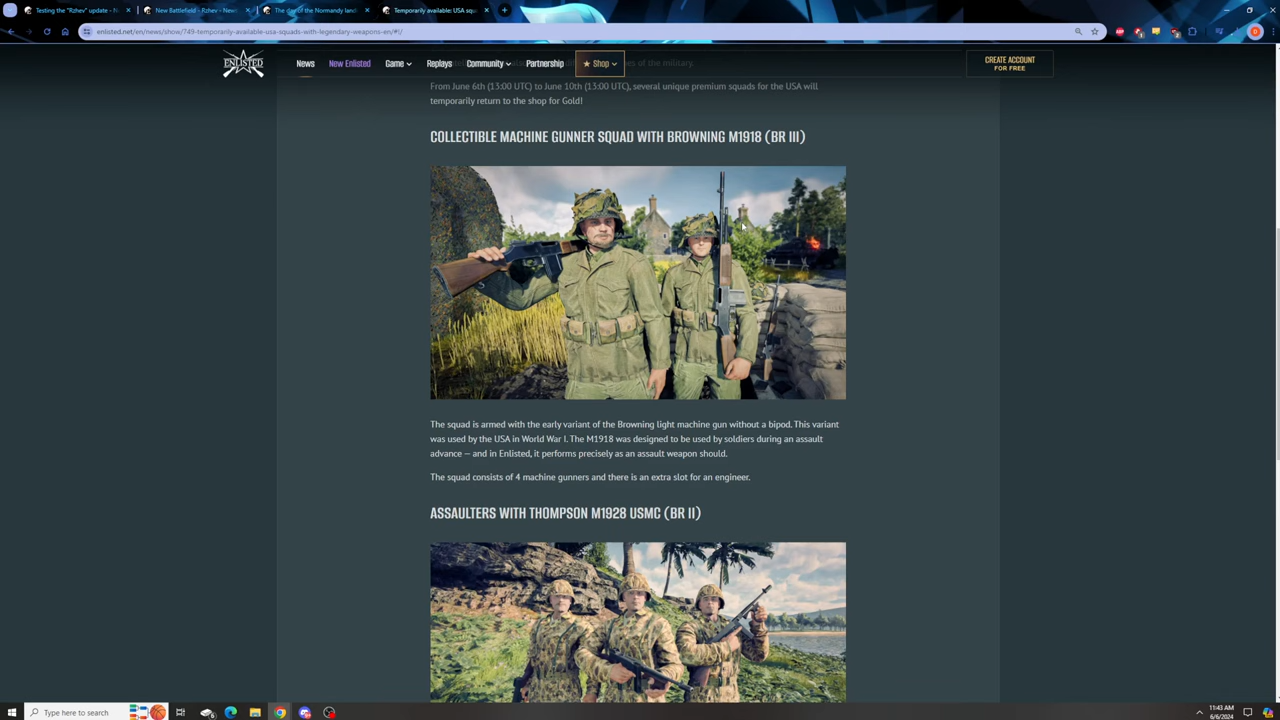 Testing the "Rzhev" update - N
New Battlefield - Rzhev - News
The day of the Normandy land
Temporarily available: USA squ
enlisted.net/en/news/show/749-temporarily-available-usa-squads-with-legendary-weapons-en/#!/
ENLISTED
News
New Enlisted
Game
Replays
Community
Partnership
Shop
CREATE ACCOUNT
FOR FREE
of the military.
From June 6th (13:00 UTC) to June 10th (13:00 UTC), several unique premium squads for the USA will
temporarily return to the shop for Gold!
COLLECTIBLE MACHINE GUNNER SQUAD WITH BROWNING M1918 (BR III)
The squad is armed with the early variant of the Browning light machine gun without a bipod. This variant
was used by the USA in World War I. The M1918 was designed to be used by soldiers during an assault
advance — and in Enlisted, it performs precisely as an assault weapon should.
The squad consists of 4 machine gunners and there is an extra slot for an engineer.
ASSAULTERS WITH THOMPSON M1928 USMC (BR II)
Type here to search
11:43 AM
6/6/2024